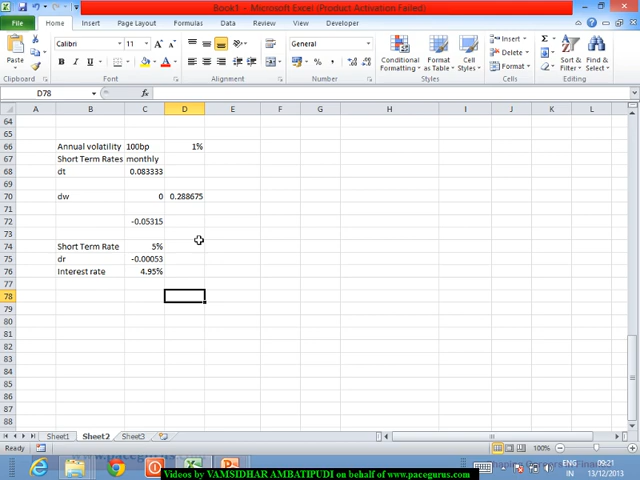 Book1 - Microsoft Excel (Product Activation Failed)
File Home Insert Page Layout Formulas Data Review View Developer
Calibri 11 General
Paste Conditional Formatting Format as Table Cell Styles Insert Delete Format Sort & Filter Find & Select
Clipboard Font Alignment Number Styles Cells Editing
D78 fx
A B C D E F G H I J K L
64
65
66 Annual volatility 100bp 1%
67 Short Term Rates monthly
68 dt 0.083333
69
70 dw 0 0.288675
71
72 -0.05315
73
74 Short Term Rate 5%
75 dr -0.00053
76 Interest rate 4.95%
77
78
79
80
81
82
83
84
85
86
87
88
Sheet1 Sheet2 Sheet3
Ready 100%
ENG 09:21
IN 13/12/2013
Videos by VAMSIDHAR AMBATIPUDI on behalf of www.pacegurus.com